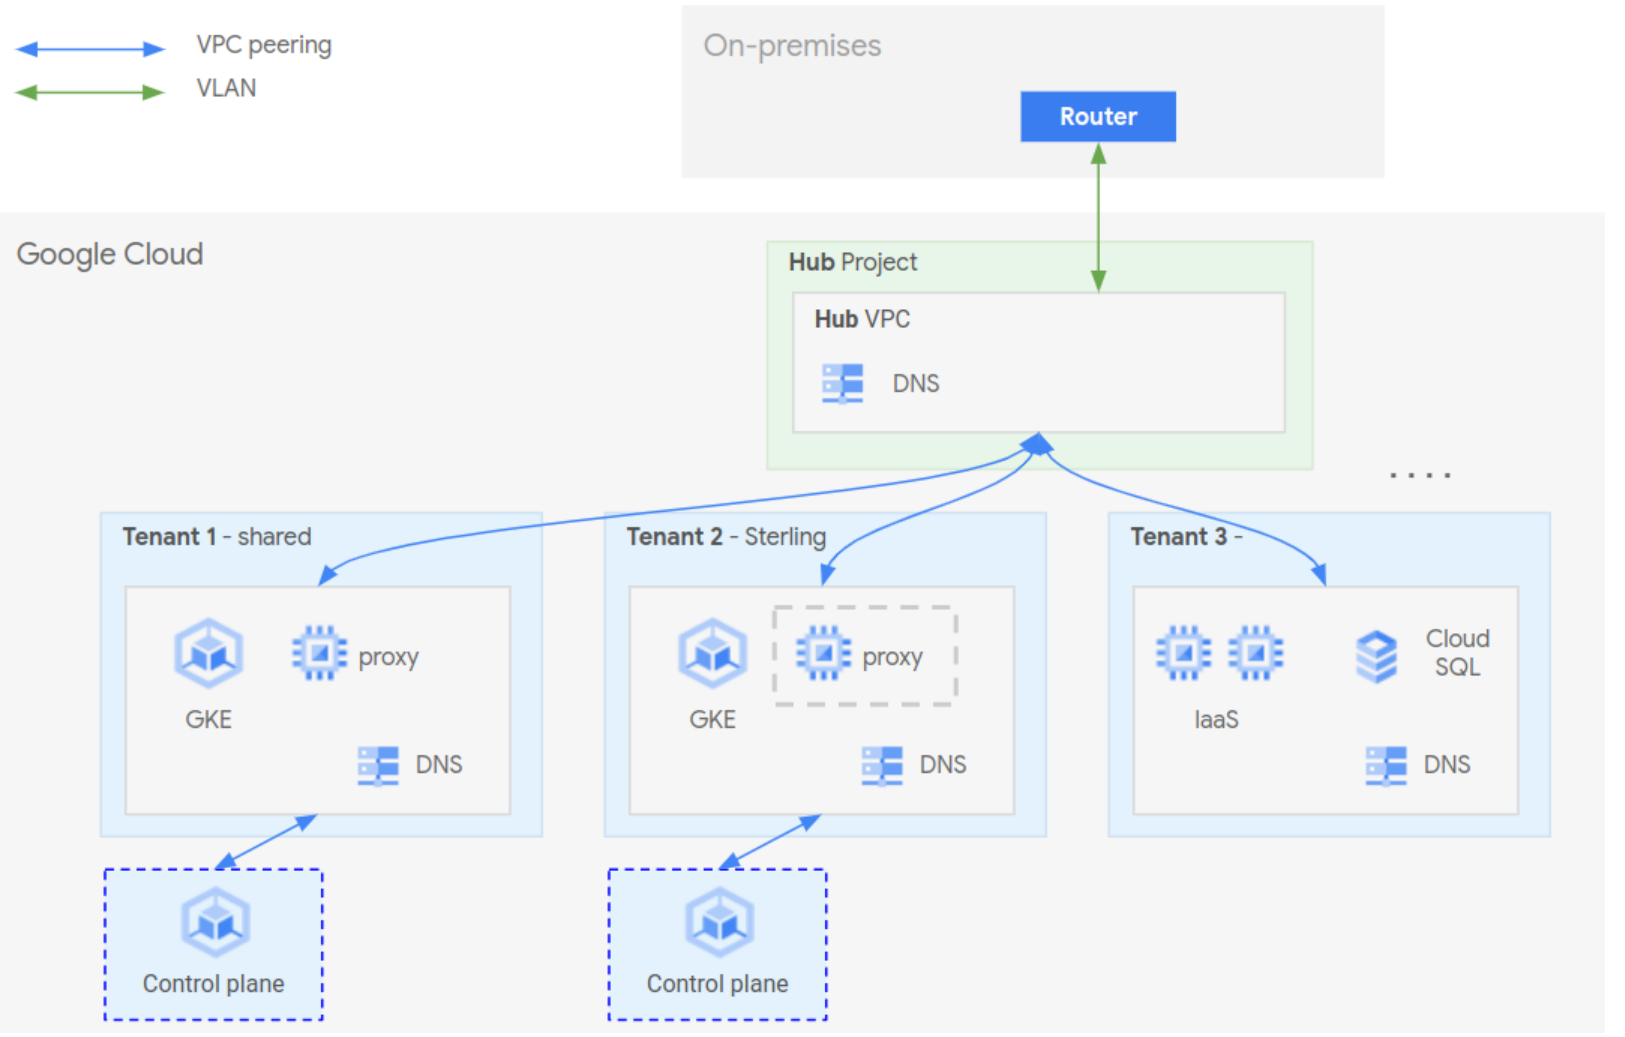 VPC peering
VLAN
On-premises
Router
Google Cloud
Hub Project
Hub VPC
DNS
....
Tenant 1 - shared
GKE
proxy
DNS
Control plane
Tenant 2 - Sterling
GKE
proxy
DNS
Control plane
Tenant 3 -
IaaS
Cloud
SQL
DNS